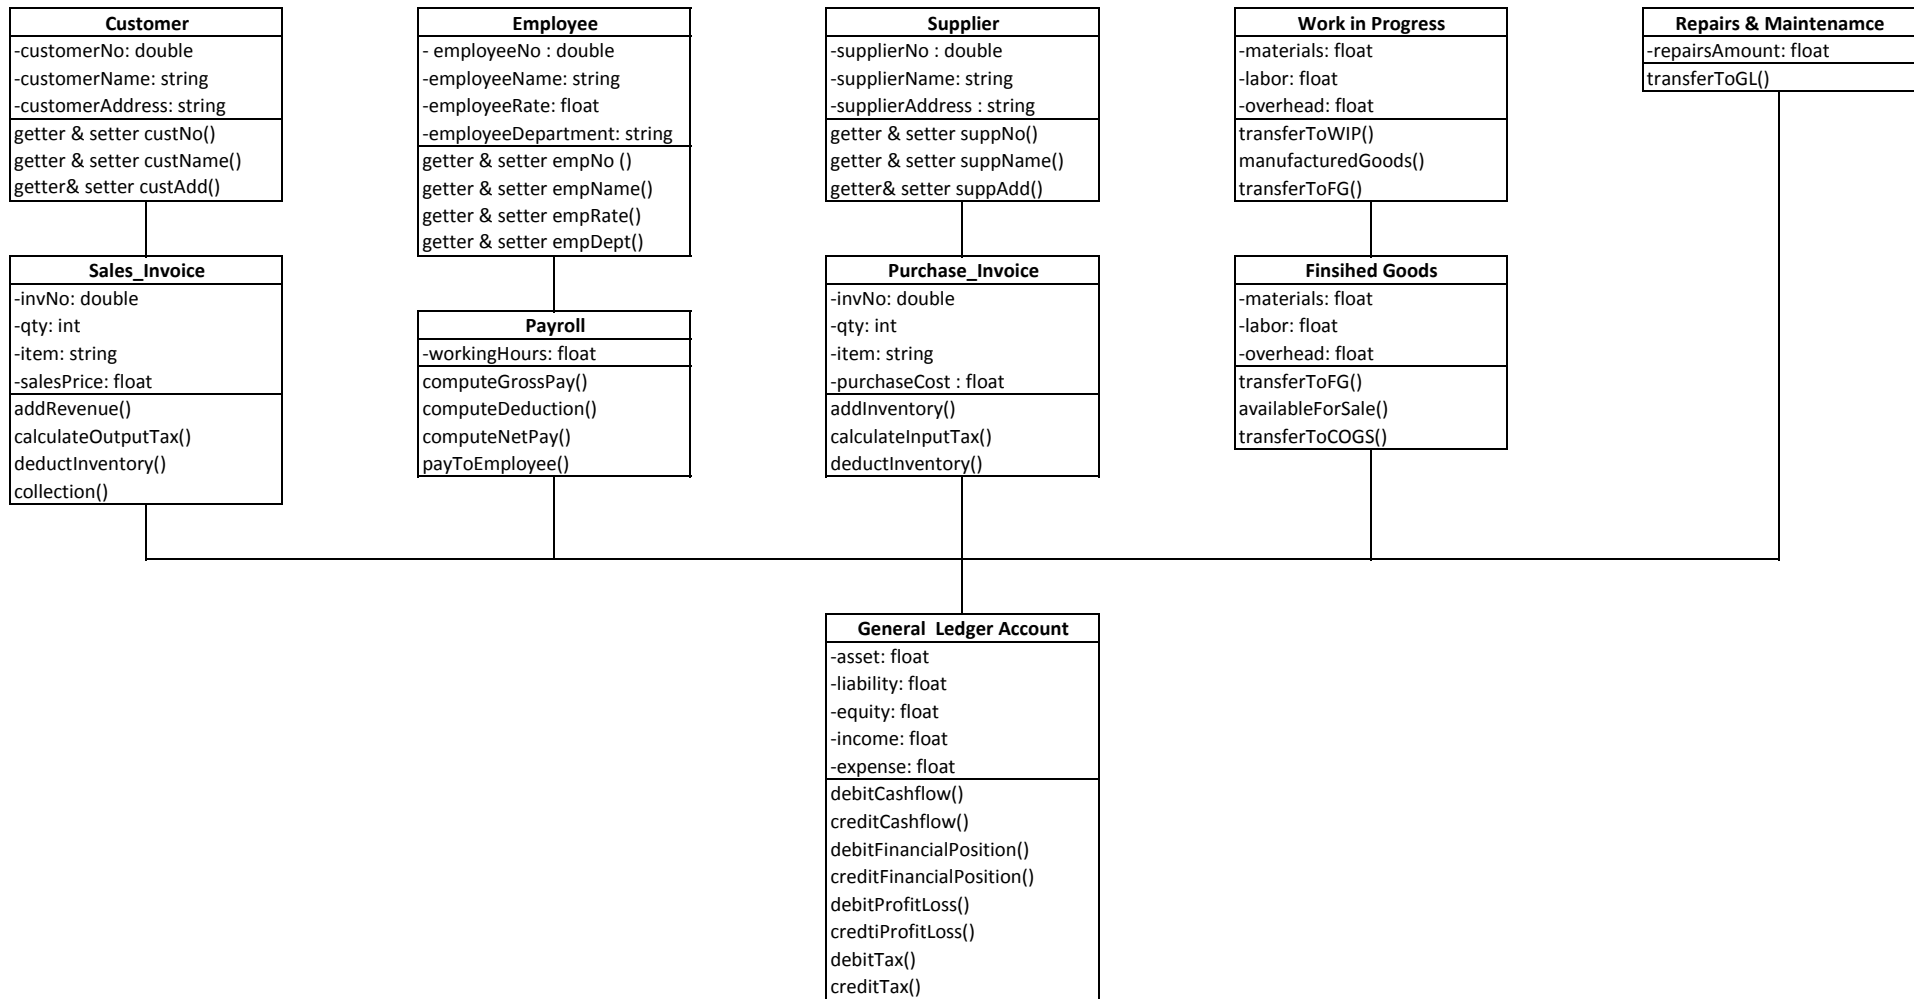 Customer
-customerNo: double
-customerName: string
-customerAddress: string
getter & setter custNo()
getter & setter custName()
getter& setter custAdd()
Employee
- employeeNo : double
-employeeName: string
-employeeRate: float
-employeeDepartment: string
getter & setter empNo ()
getter & setter empName()
getter & setter empRate()
getter & setter empDept()
Supplier
-supplierNo : double
-supplierName: string
-supplierAddress : string
getter & setter suppNo()
getter & setter suppName()
getter& setter suppAdd()
Work in Progress
-materials: float
-labor: float
-overhead: float
transferToWIP()
manufacturedGoods()
transferToFG()
Repairs & Maintenamce
-repairsAmount: float
transferToGL()
Sales_Invoice
-invNo: double
-qty: int
-item: string
-salesPrice: float
addRevenue()
calculateOutputTax()
deductInventory()
collection()
Payroll
-workingHours: float
computeGrossPay()
computeDeduction()
computeNetPay()
payToEmployee()
Purchase_Invoice
-invNo: double
-qty: int
-item: string
-purchaseCost : float
addInventory()
calculateInputTax()
deductInventory()
Finsihed Goods
-materials: float
-labor: float
-overhead: float
transferToFG()
availableForSale()
transferToCOGS()
General  Ledger Account
-asset: float
-liability: float
-equity: float
-income: float
-expense: float
debitCashflow()
creditCashflow()
debitFinancialPosition()
creditFinancialPosition()
debitProfitLoss()
credtiProfitLoss()
debitTax()
creditTax()